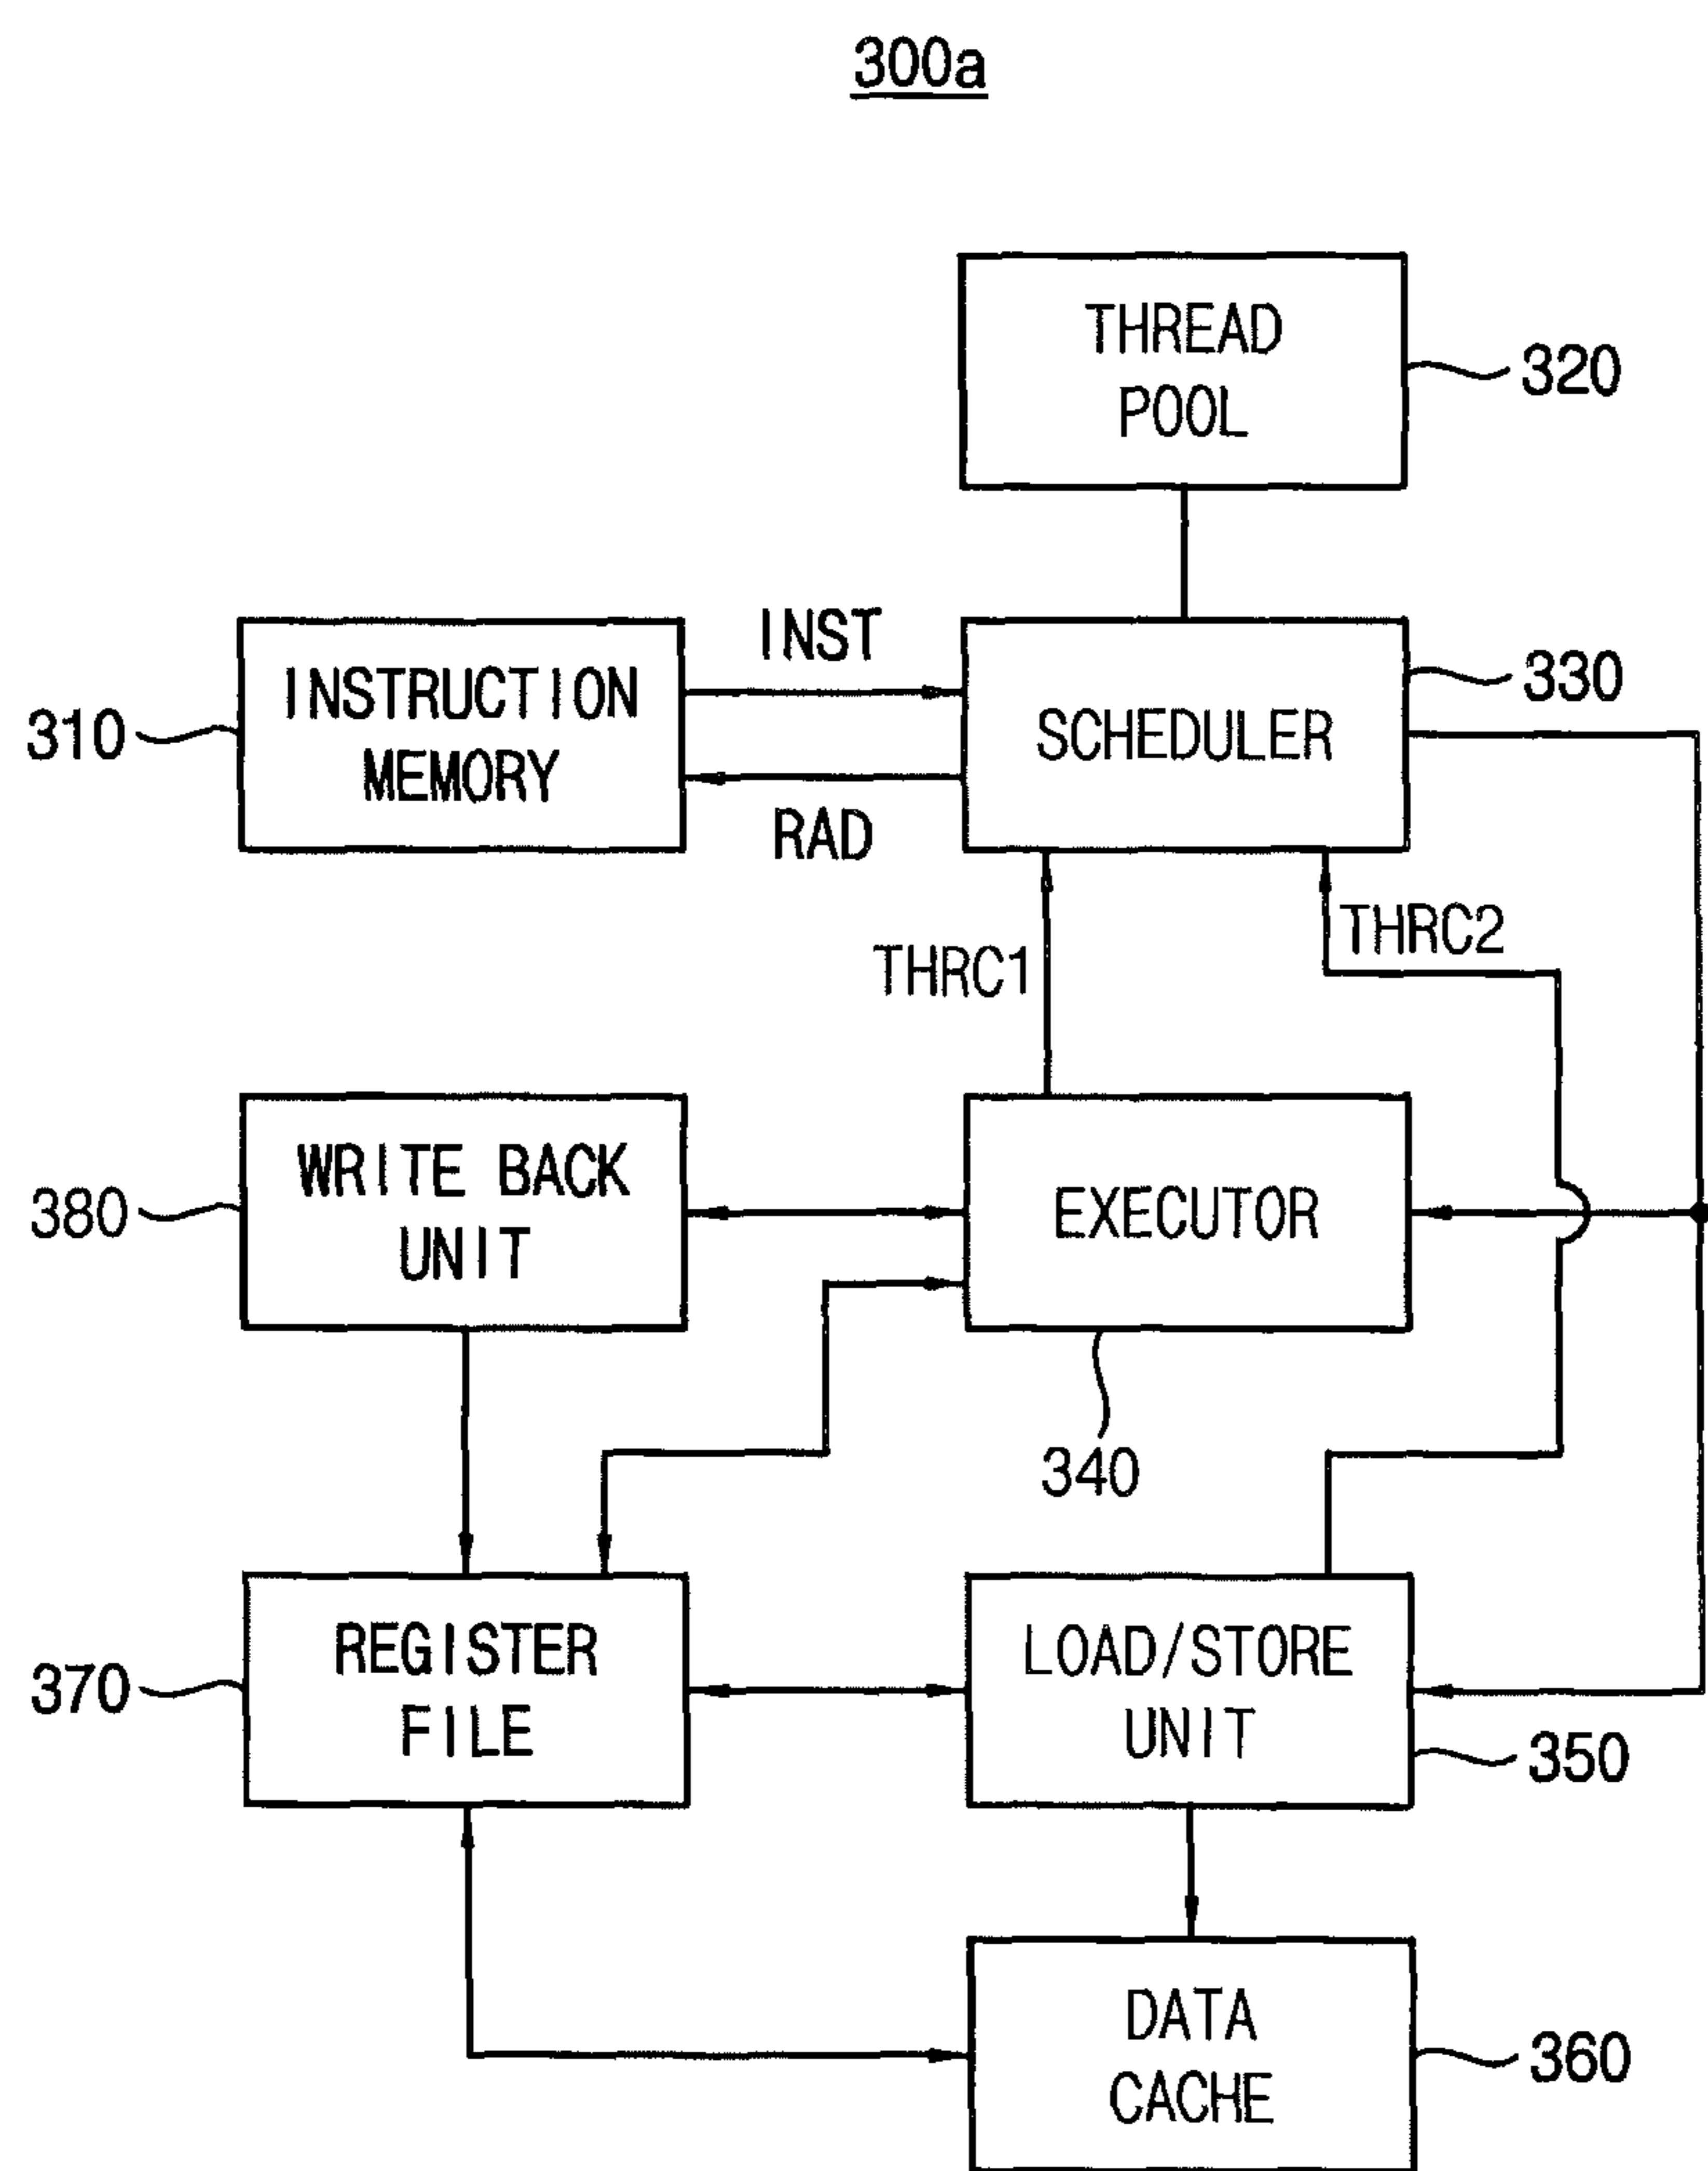 300a
THREAD
POOL
320
INST
INSTRUCTION
MEMORY
310
SCHEDULER
330
RAD
THRC1
THRC2
WRITE BACK
UNIT
380
EXECUTOR
340
REGISTER
FILE
370
LOAD/STORE
UNIT
350
DATA
CACHE
360